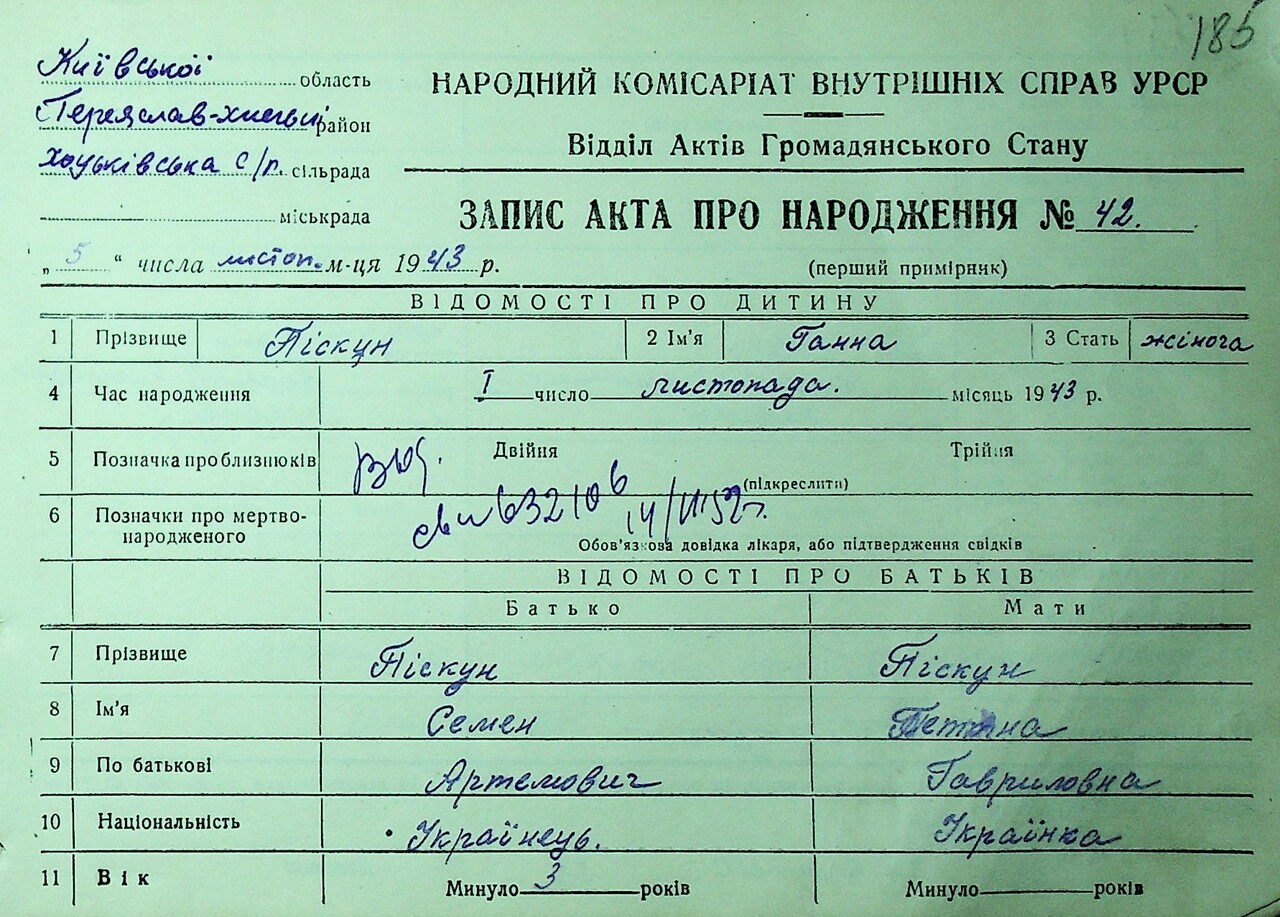 185
Київської область
Переяслав-Хмельн район
Хоцьківська с/р. сільрада
міськрада
НАРОДНИЙ КОМІСАРІАТ ВНУТРІШНІХ СПРАВ УРСР
Відділ Актів Громадянського Стану
ЗАПИС АКТА ПРО НАРОДЖЕННЯ № 42.
„ 5 “ числа листоп. м-ця 1943 р.
(перший примірник)
ВІДОМОСТІ ПРО ДИТИНУ
1 Прізвище Піскун 2 Ім'я Ганна 3 Стать жіноча
4 Час народження I число листопада. місяць 1943 р.
5 Позначка про близнюків Двійня Трійня
(підкреслити)
6 Позначки про мертво-
народженого 632106
Обов'язкова довідка лікаря, або підтвердження свідків
ВІДОМОСТІ ПРО БАТЬКІВ
Батько Мати
7 Прізвище Піскун Піскун
8 Ім'я Семен
9 По батькові Артемович Гавриловна
10 Національність Українець. Українка
11 Вік Минуло 3 років Минуло років